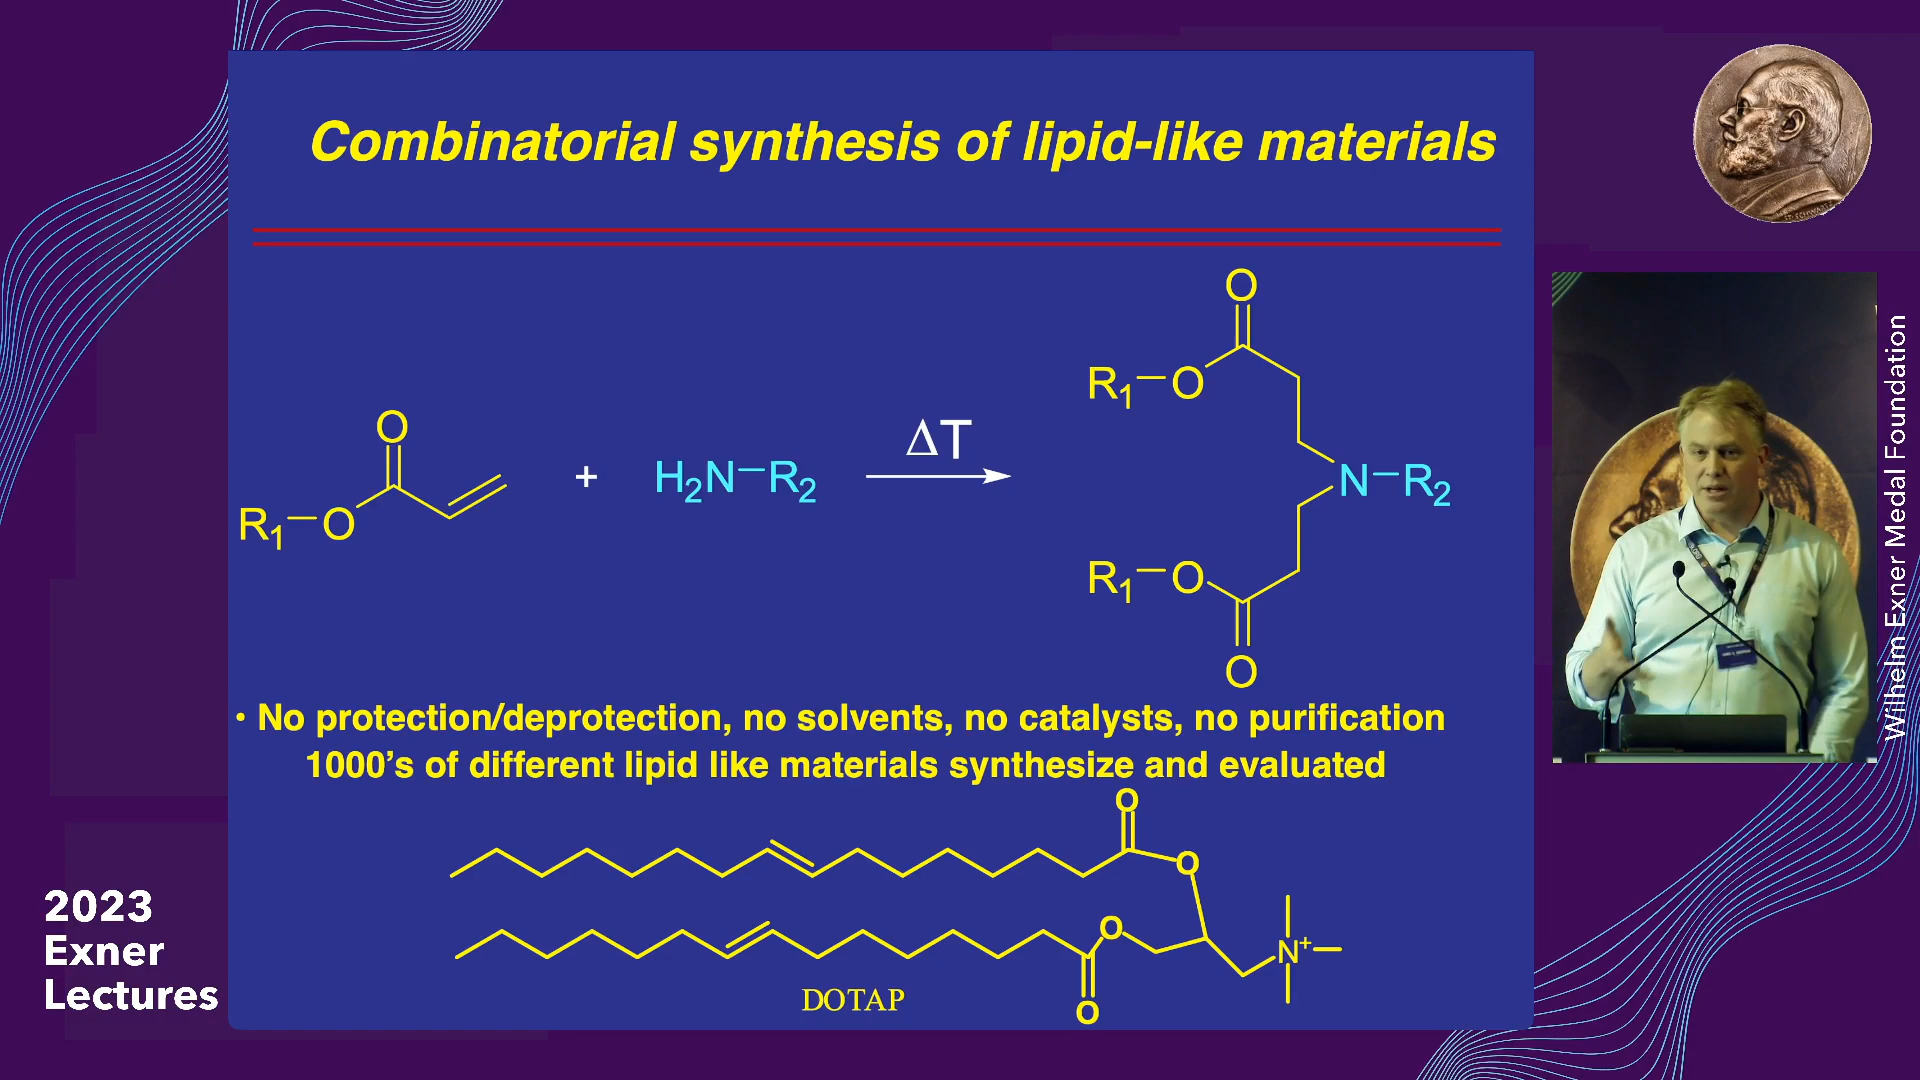 Combinatorial synthesis of lipid-like materials
O
R1
O
+
H2N
R2
ΔT
O
R1
O
N
R2
R1
O
O
• No protection/deprotection, no solvents, no catalysts, no purification
1000's of different lipid like materials synthesize and evaluated
O
O
O
N+
O
DOTAP
2023
Exner
Lectures
Wilhelm Exner Medal Foundation